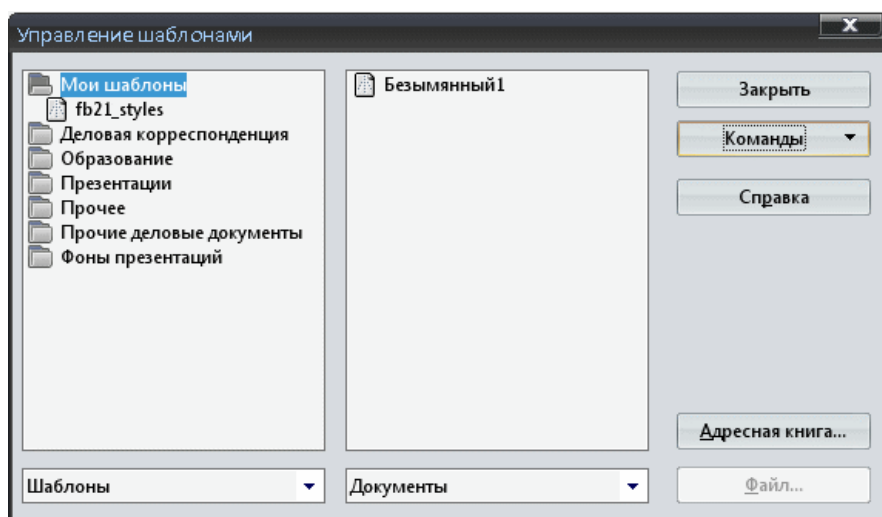 Управление шаблонами
Мои шаблоны
fb21_styles
Деловая корреспонденция
Образование
Презентации
Прочее
Прочие деловые документы
Фоны презентаций
Шаблоны
Безымянный1
Документы
Закрыть
Команды
Справка
Адресная книга...
Файл...